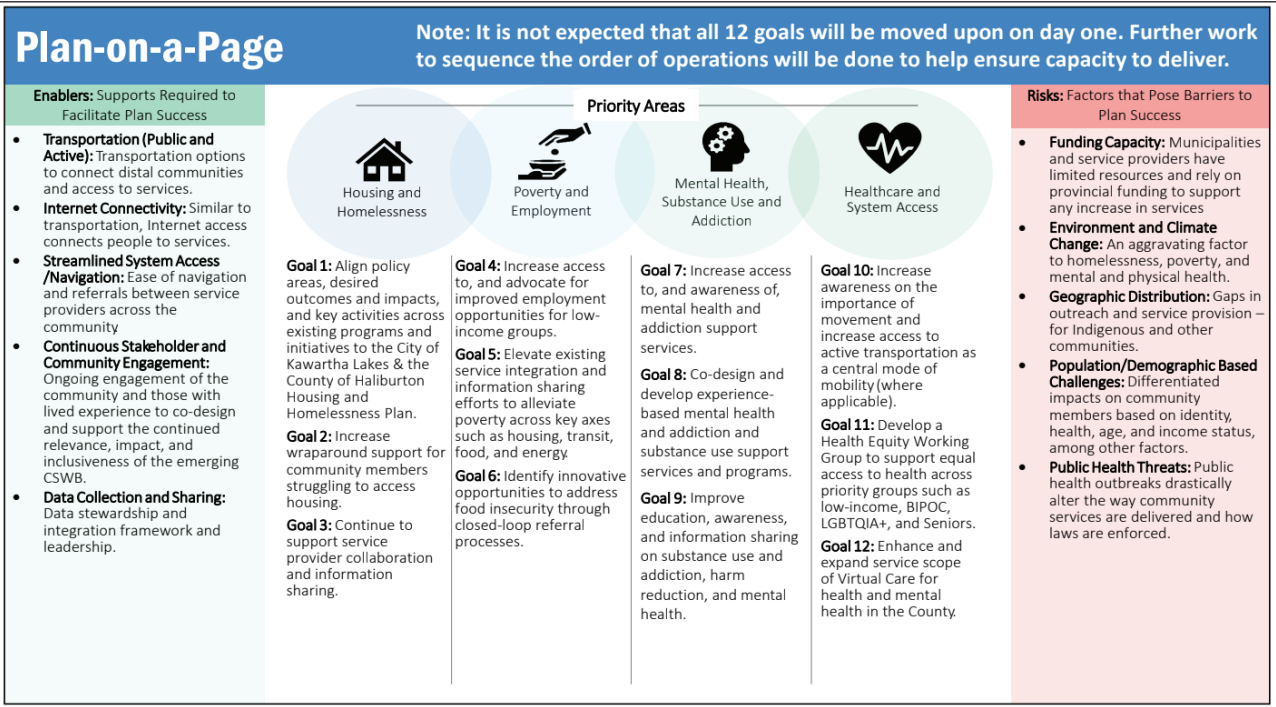 Plan-on-a-Page
Note: It is not expected that all 12 goals will be moved upon on day one. Further work
to sequence the order of operations will be done to help ensure capacity to deliver.
Enablers: Supports Required to
Facilitate Plan Success
• Transportation (Public and
Active): Transportation options
to connect distal communities
and access to services.
• Internet Connectivity: Similar to
transportation, Internet access
connects people to services.
• Streamlined System Access
/Navigation: Ease of navigation
and referrals between service
providers across the
community.
• Continuous Stakeholder and
Community Engagement:
Ongoing engagement of the
community and those with
lived experience to co-design
and support the continued
relevance, impact, and
inclusiveness of the emerging
CSWB.
• Data Collection and Sharing:
Data stewardship and
integration framework and
leadership.
Priority Areas
Housing and
Homelessness
Goal 1: Align policy
areas, desired
outcomes and impacts,
and key activities across
existing programs and
initiatives to the City of
Kawartha Lakes & the
County of Haliburton
Housing and
Homelessness Plan.
Goal 2: Increase
wraparound support for
community members
struggling to access
housing.
Goal 3: Continue to
support service
provider collaboration
and information
sharing.
Poverty and
Employment
Goal 4: Increase access
to, and advocate for
improved employment
opportunities for low-
income groups.
Goal 5: Elevate existing
service integration and
information sharing
efforts to alleviate
poverty across key axes
such as housing, transit,
food, and energy.
Goal 6: Identify innovative
opportunities to address
food insecurity through
closed-loop referral
processes.
Mental Health,
Substance Use and
Addiction
Goal 7: Increase access
to, and awareness of,
mental health and
addiction support
services.
Goal 8: Co-design and
develop experience-
based mental health
and addiction and
substance use support
services and programs.
Goal 9: Improve
education, awareness,
and information sharing
on substance use and
addiction, harm
reduction, and mental
health.
Healthcare and
System Access
Goal 10: Increase
awareness on the
importance of
movement and
increase access to
active transportation as
a central mode of
mobility (where
applicable).
Goal 11: Develop a
Health Equity Working
Group to support equal
access to health across
priority groups such as
low-income, BIPOC,
LGBTQIA+, and Seniors.
Goal 12: Enhance and
expand service scope
of Virtual Care for
health and mental
health in the County.
Risks: Factors that Pose Barriers to
Plan Success
• Funding Capacity: Municipalities
and service providers have
limited resources and rely on
provincial funding to support
any increase in services
• Environment and Climate
Change: An aggravating factor
to homelessness, poverty, and
mental and physical health.
• Geographic Distribution: Gaps in
outreach and service provision –
for Indigenous and other
communities.
• Population/Demographic Based
Challenges: Differentiated
impacts on community
members based on identity,
health, age, and income status,
among other factors.
• Public Health Threats: Public
health outbreaks drastically
alter the way community
services are delivered and how
laws are enforced.